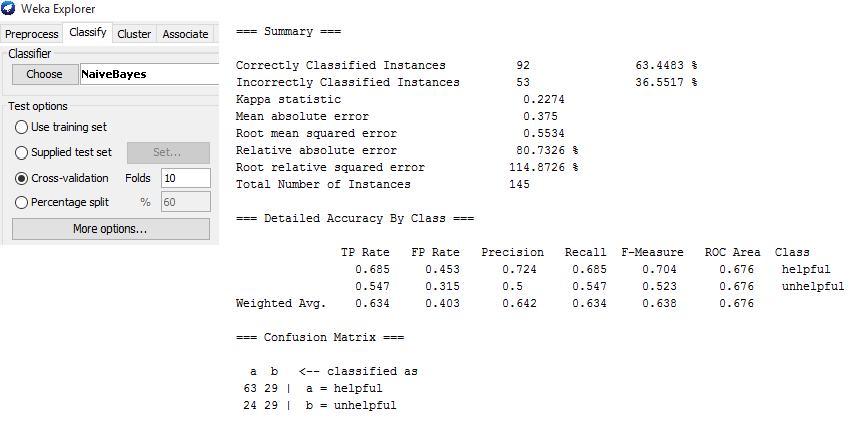 Weka Explorer
Preprocess Classify Cluster Associate
Classifier
Choose NaiveBayes
Test options
Use training set
Supplied test set Set...
Cross-validation Folds 10
Percentage split % 60
More options...
=== Summary ===
Correctly Classified Instances 92 63.4483 %
Incorrectly Classified Instances 53 36.5517 %
Kappa statistic 0.2274
Mean absolute error 0.375
Root mean squared error 0.5534
Relative absolute error 80.7326 %
Root relative squared error 114.8726 %
Total Number of Instances 145
=== Detailed Accuracy By Class ===
TP Rate FP Rate Precision Recall F-Measure ROC Area Class
0.685 0.453 0.724 0.685 0.704 0.676 helpful
0.547 0.315 0.5 0.547 0.523 0.676 unhelpful
Weighted Avg. 0.634 0.403 0.642 0.634 0.638 0.676
=== Confusion Matrix ===
a b <-- classified as
63 29 | a = helpful
24 29 | b = unhelpful